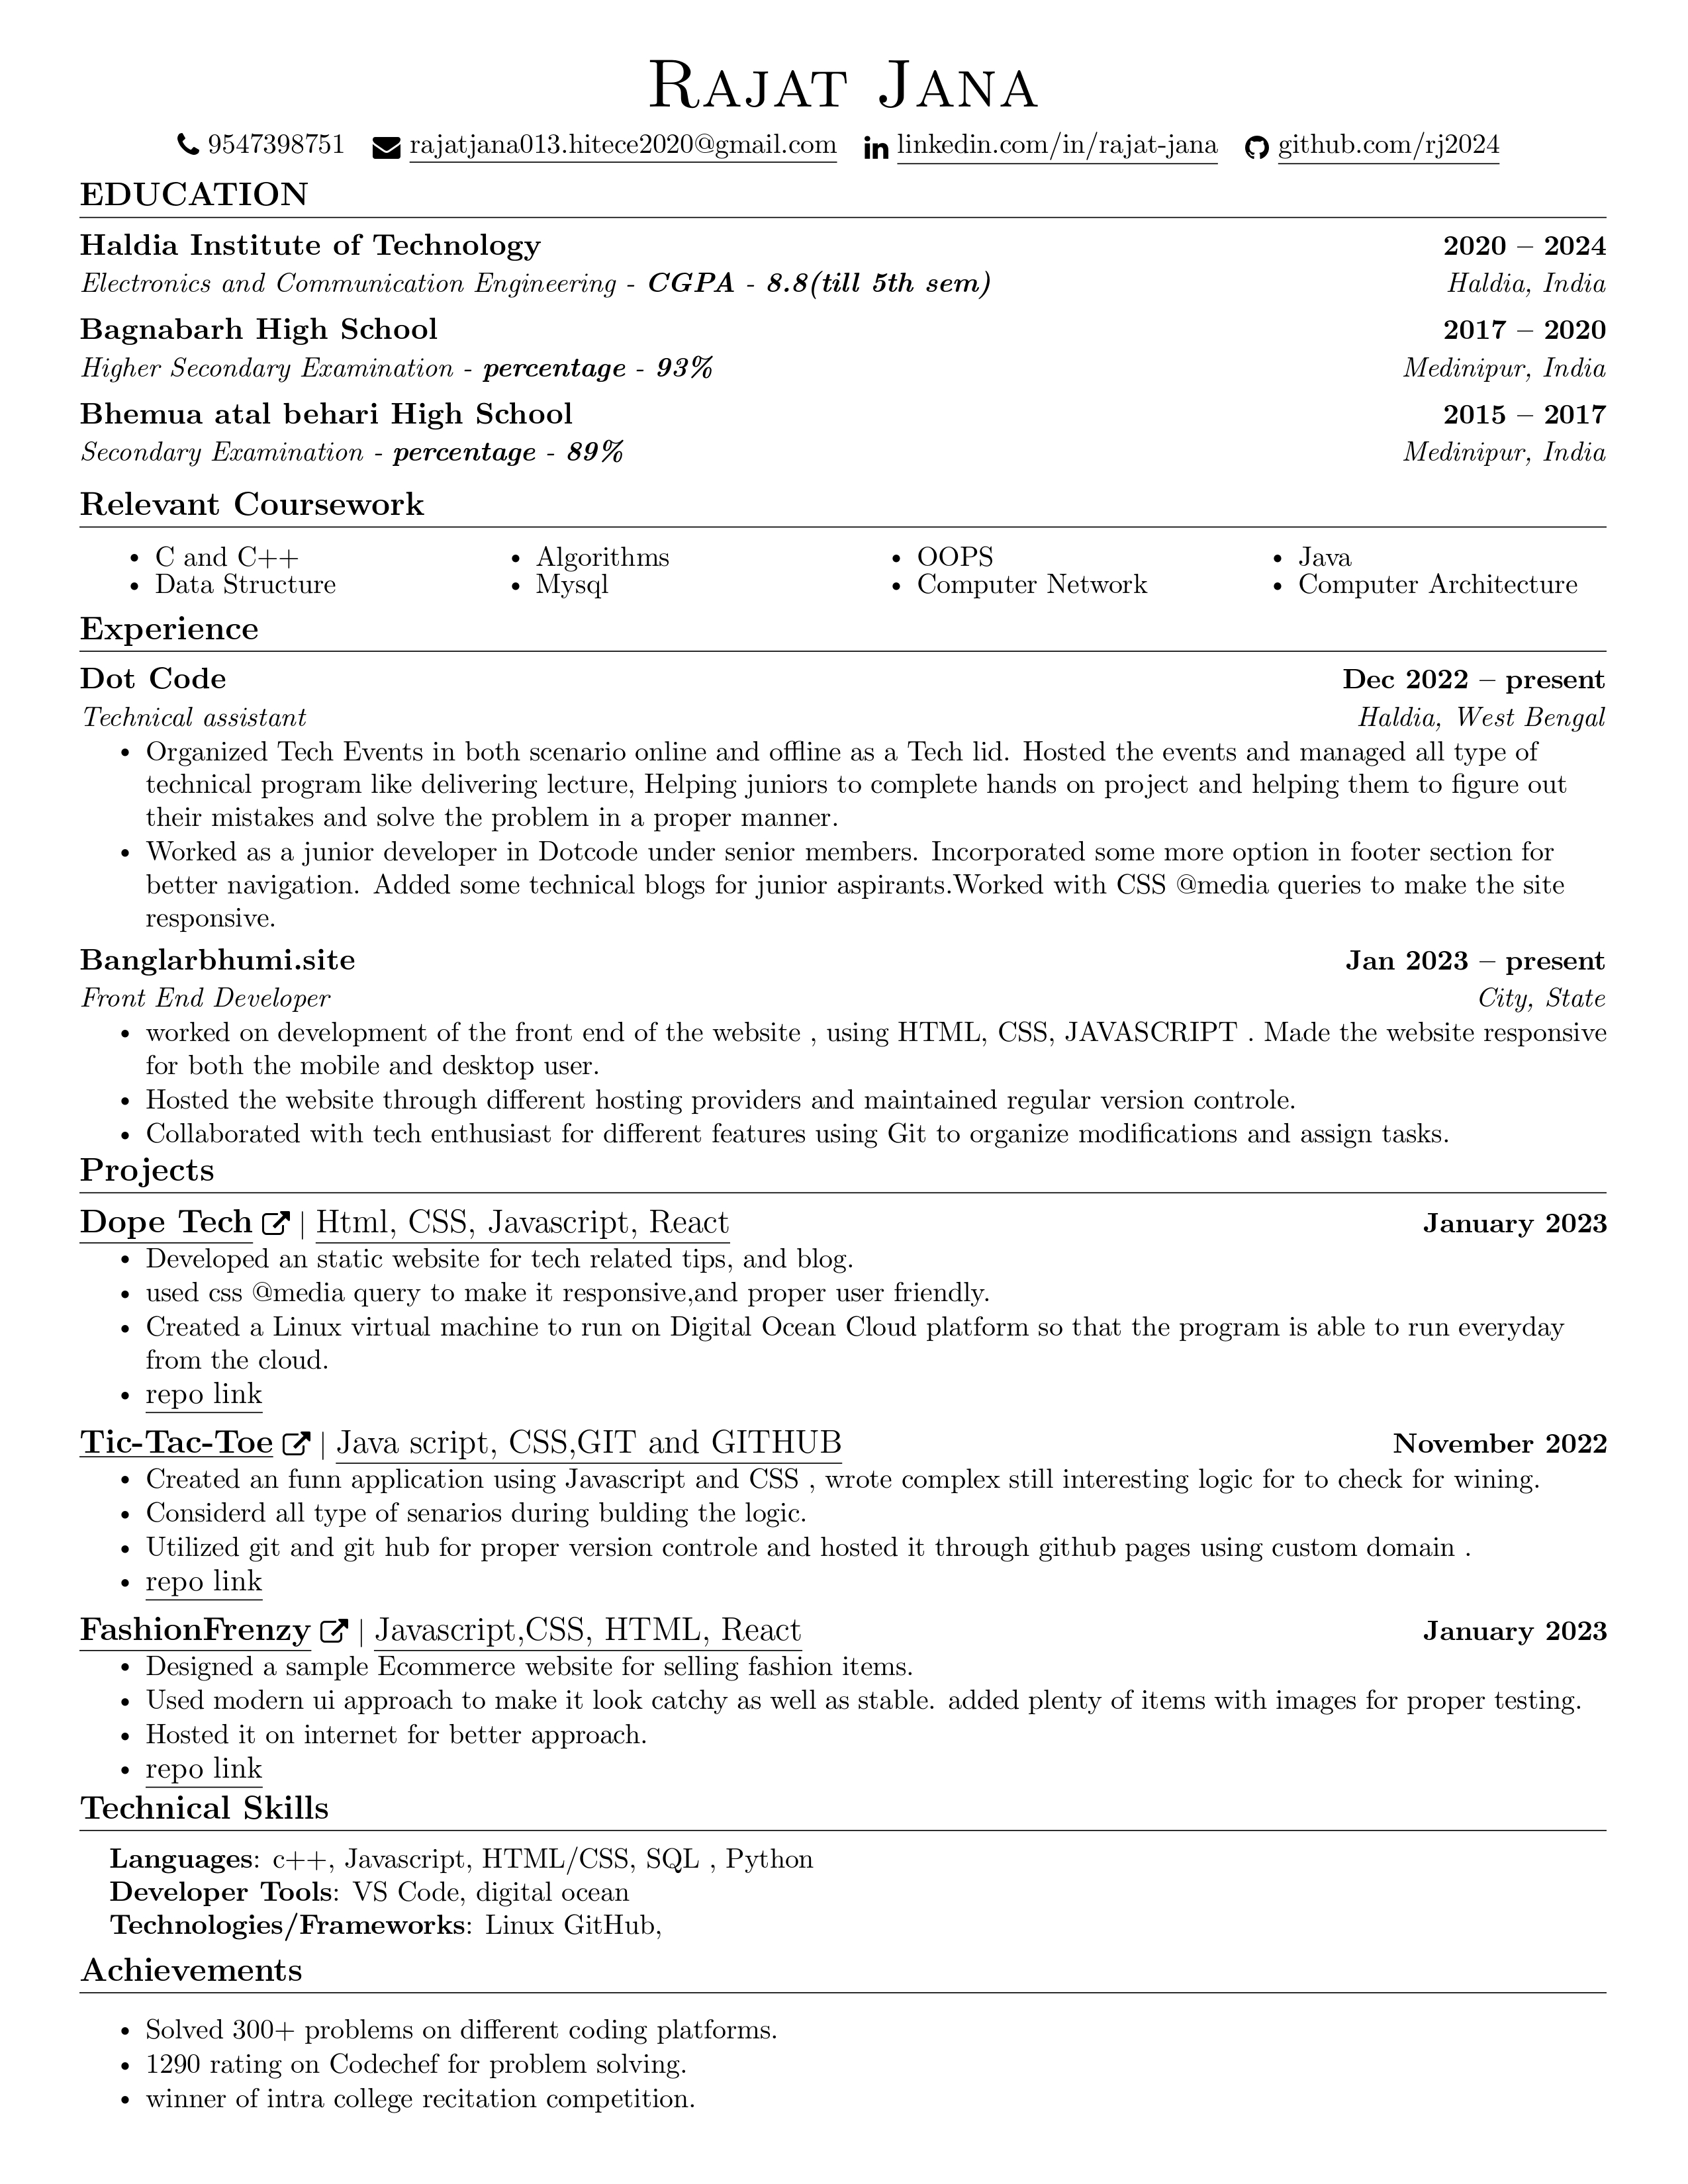 Rajat Jana
9547398751 rajatjana013.hitece2020@gmail.com linkedin.com/in/rajat-jana github.com/rj2024
EDUCATION
Haldia Institute of Technology 2020 – 2024
Electronics and Communication Engineering - CGPA - 8.8(till 5th sem) Haldia, India
Bagnabarh High School 2017 – 2020
Higher Secondary Examination - percentage - 93% Medinipur, India
Bhemua atal behari High School 2015 – 2017
Secondary Examination - percentage - 89% Medinipur, India
Relevant Coursework
• C and C++ • Algorithms • OOPS • Java
• Data Structure • Mysql • Computer Network • Computer Architecture
Experience
Dot Code Dec 2022 – present
Technical assistant Haldia, West Bengal
• Organized Tech Events in both scenario online and offline as a Tech lid. Hosted the events and managed all type of
technical program like delivering lecture, Helping juniors to complete hands on project and helping them to figure out
their mistakes and solve the problem in a proper manner.
• Worked as a junior developer in Dotcode under senior members. Incorporated some more option in footer section for
better navigation. Added some technical blogs for junior aspirants.Worked with CSS @media queries to make the site
responsive.
Banglarbhumi.site Jan 2023 – present
Front End Developer City, State
• worked on development of the front end of the website , using HTML, CSS, JAVASCRIPT . Made the website responsive
for both the mobile and desktop user.
• Hosted the website through different hosting providers and maintained regular version controle.
• Collaborated with tech enthusiast for different features using Git to organize modifications and assign tasks.
Projects
Dope Tech | Html, CSS, Javascript, React January 2023
• Developed an static website for tech related tips, and blog.
• used css @media query to make it responsive,and proper user friendly.
• Created a Linux virtual machine to run on Digital Ocean Cloud platform so that the program is able to run everyday
from the cloud.
• repo link
Tic-Tac-Toe | Java script, CSS,GIT and GITHUB November 2022
• Created an funn application using Javascript and CSS , wrote complex still interesting logic for to check for wining.
• Considerd all type of senarios during bulding the logic.
• Utilized git and git hub for proper version controle and hosted it through github pages using custom domain .
• repo link
FashionFrenzy | Javascript,CSS, HTML, React January 2023
• Designed a sample Ecommerce website for selling fashion items.
• Used modern ui approach to make it look catchy as well as stable. added plenty of items with images for proper testing.
• Hosted it on internet for better approach.
• repo link
Technical Skills
Languages: c++, Javascript, HTML/CSS, SQL , Python
Developer Tools: VS Code, digital ocean
Technologies/Frameworks: Linux GitHub,
Achievements
• Solved 300+ problems on different coding platforms.
• 1290 rating on Codechef for problem solving.
• winner of intra college recitation competition.